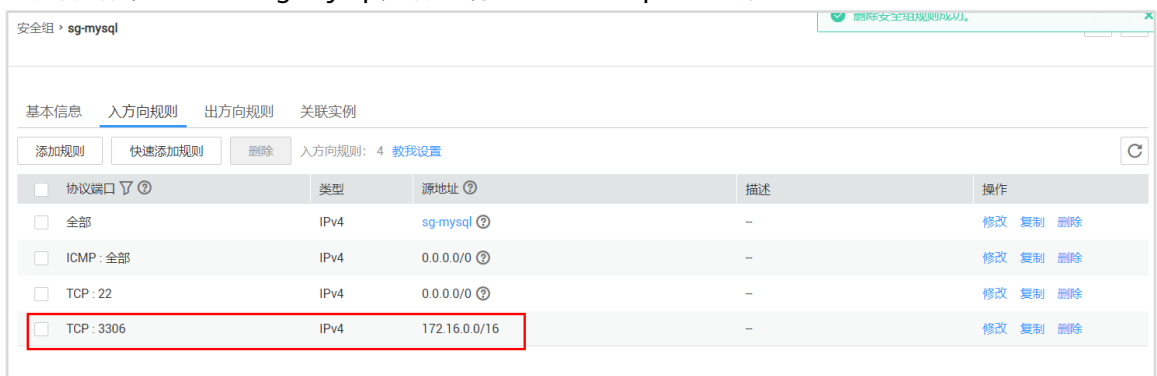 安全组 › sg-mysql
删除安全组规则成功。
基本信息 入方向规则 出方向规则 关联实例
添加规则 快速添加规则 删除 入方向规则: 4 教我设置
协议端口 类型 源地址 描述 操作
全部 IPv4 sg-mysql -- 修改 复制 删除
ICMP : 全部 IPv4 0.0.0.0/0 -- 修改 复制 删除
TCP : 22 IPv4 0.0.0.0/0 -- 修改 复制 删除
TCP : 3306 IPv4 172.16.0.0/16 -- 修改 复制 删除